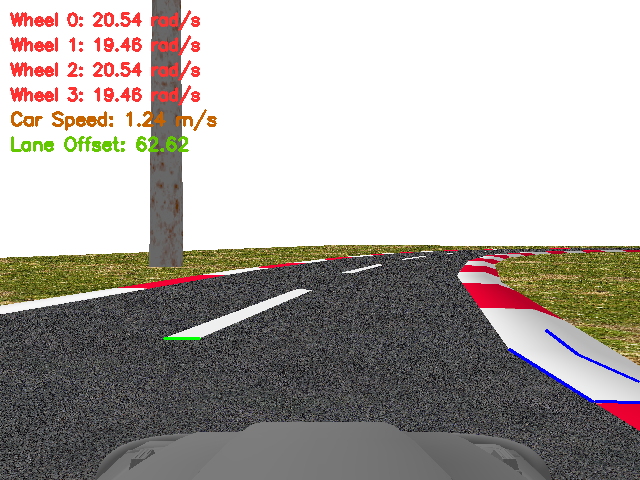 Wheel 0: 20.54 rad/s
Wheel 1: 19.46 rad/s
Wheel 2: 20.54 rad/s
Wheel 3: 19.46 rad/s
Car Speed: 1.24 m/s
Lane Offset: 62.62